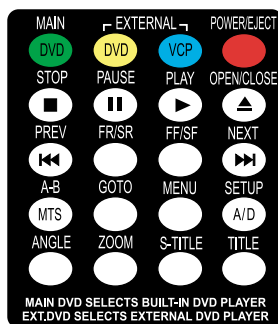 MAIN EXTERNAL POWER/EJECT
DVD DVD VCP
STOP PAUSE PLAY OPEN/CLOSE
PREV FR/SR FF/SF NEXT
A-B GOTO MENU SETUP
MTS A/D
ANGLE ZOOM S-TITLE TITLE
MAIN DVD SELECTS BUILT-IN DVD PLAYER
EXT.DVD SELECTS EXTERNAL DVD PLAYER